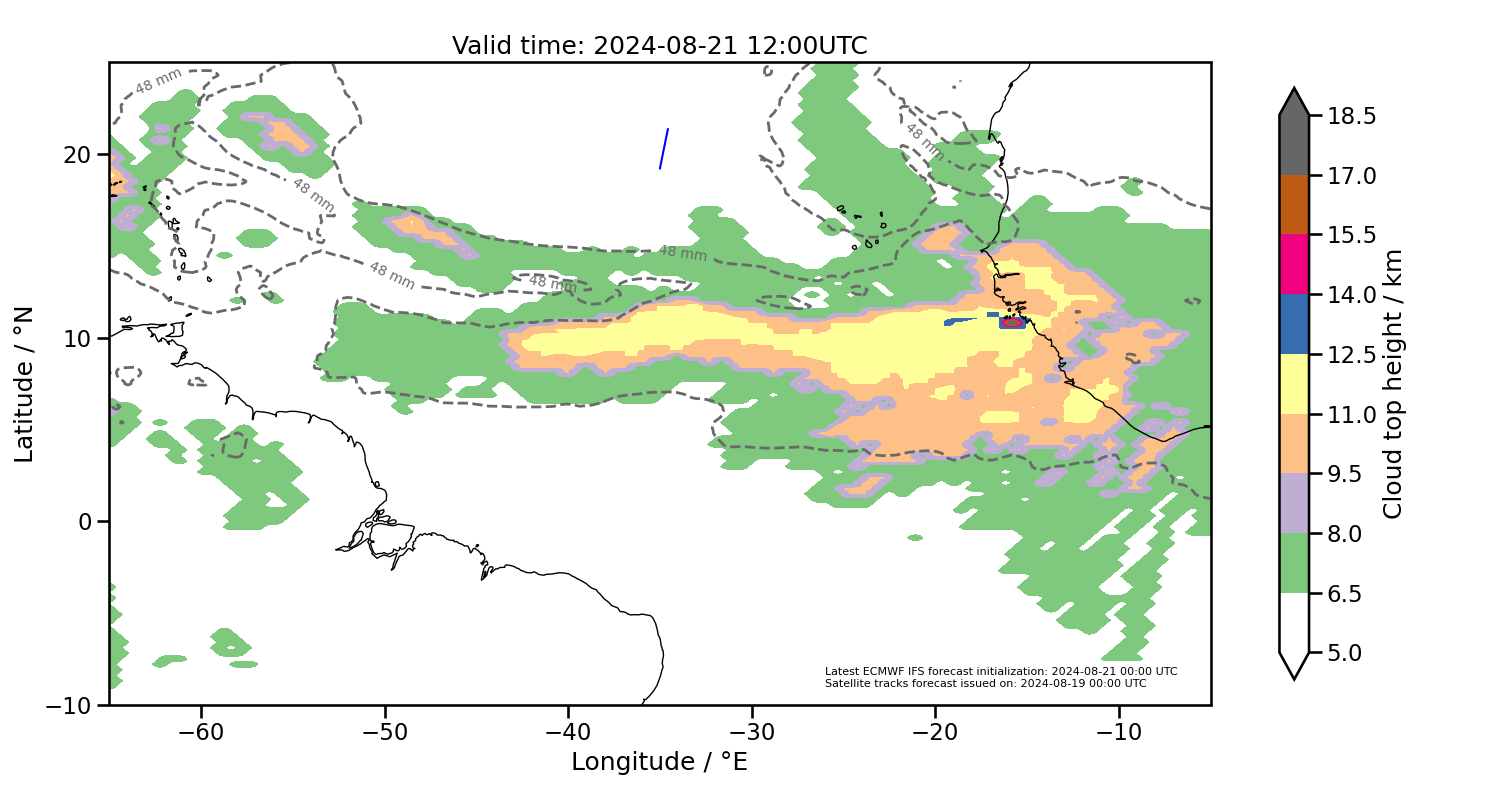 Valid time: 2024-08-21 12:00UTC
48 mm
48 mm
48 mm
48 mm
48 mm
48 mm
20
10
0
−10
−60
−50
−40
−30
−20
−10
Latitude / °N
Longitude / °E
Latest ECMWF IFS forecast initialization: 2024-08-21 00:00 UTC
Satellite tracks forecast issued on: 2024-08-19 00:00 UTC
18.5
17.0
15.5
14.0
12.5
11.0
9.5
8.0
6.5
5.0
Cloud top height / km